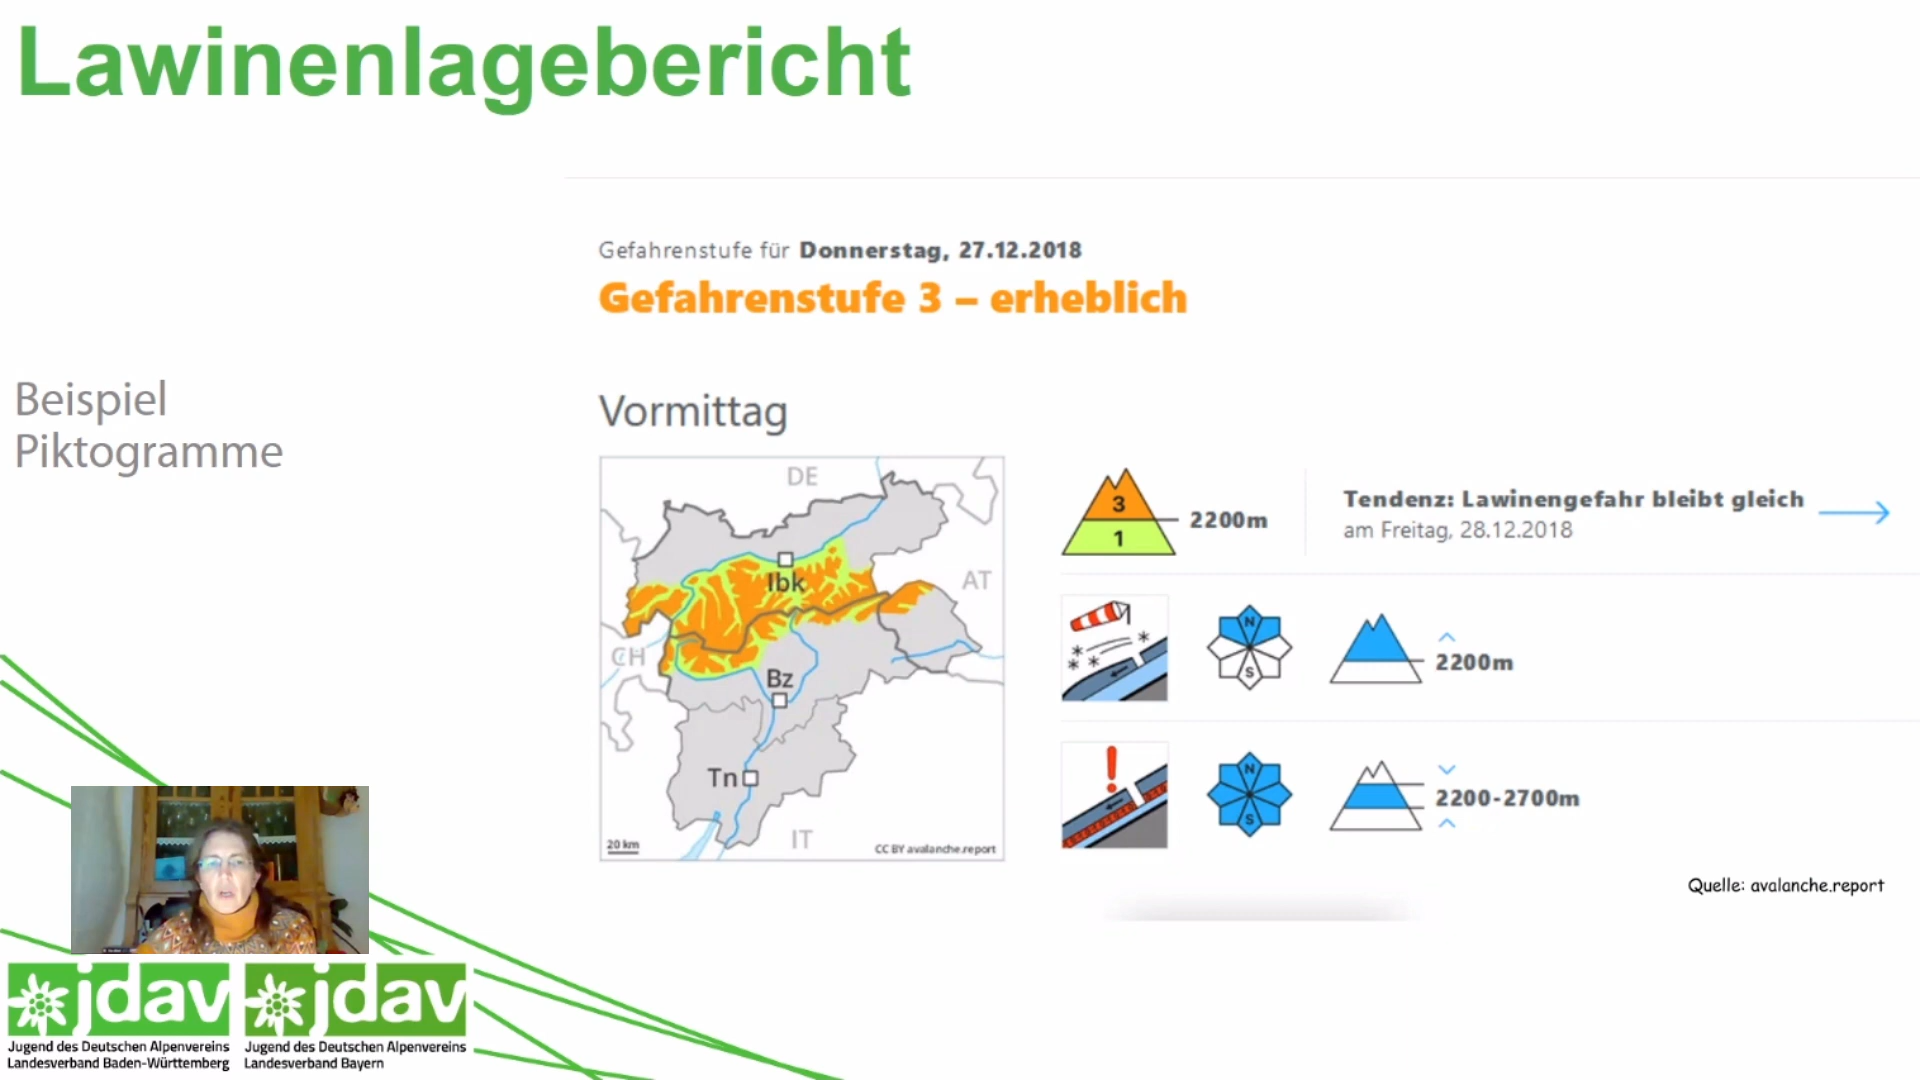 Lawinenlagebericht
Gefahrenstufe für Donnerstag, 27.12.2018
Gefahrenstufe 3 – erheblich
Beispiel
Piktogramme
Vormittag
DE
Ibk
AT
CH
Bz
Tn
IT
20 km
CC BY avalanche.report
3
1
2200m
Tendenz: Lawinengefahr bleibt gleich
am Freitag, 28.12.2018
N
S
2200m
N
S
2200-2700m
Quelle: avalanche.report
jdav
Jugend des Deutschen Alpenvereins
Landesverband Baden-Württemberg
jdav
Jugend des Deutschen Alpenvereins
Landesverband Bayern